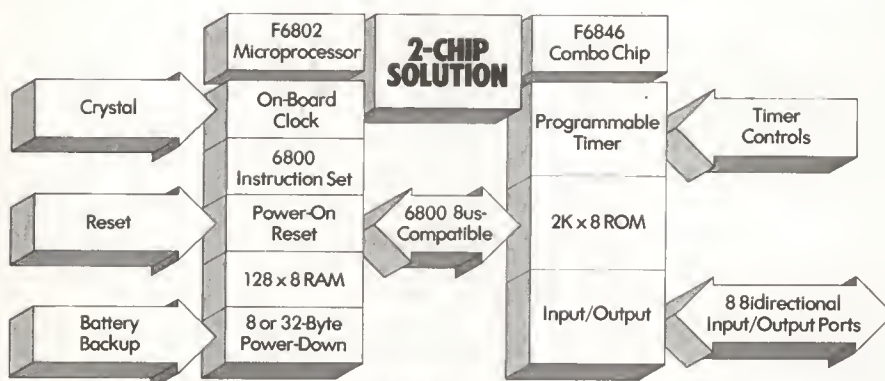 F6802
Microprocessor
2-CHIP
SOLUTION
F6846
Combo Chip
Crystal
On-Board
Clock
Programmable
Timer
Timer
Controls
6800
Instruction Set
Reset
Power-On
Reset
6800 8us-
Compatible
2K x 8 ROM
128 x 8 RAM
Battery
Backup
8 or 32-Byte
Power-Down
Input/Output
8 8idirectional
Input/Output Ports